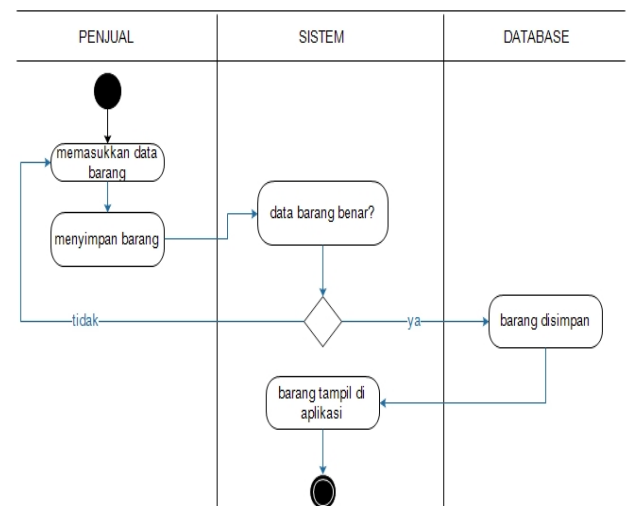 PENJUAL
SISTEM
DATABASE
memasukkan data
barang
menyimpan barang
data barang benar?
tidak
ya
barang disimpan
barang tampil di
aplikasi